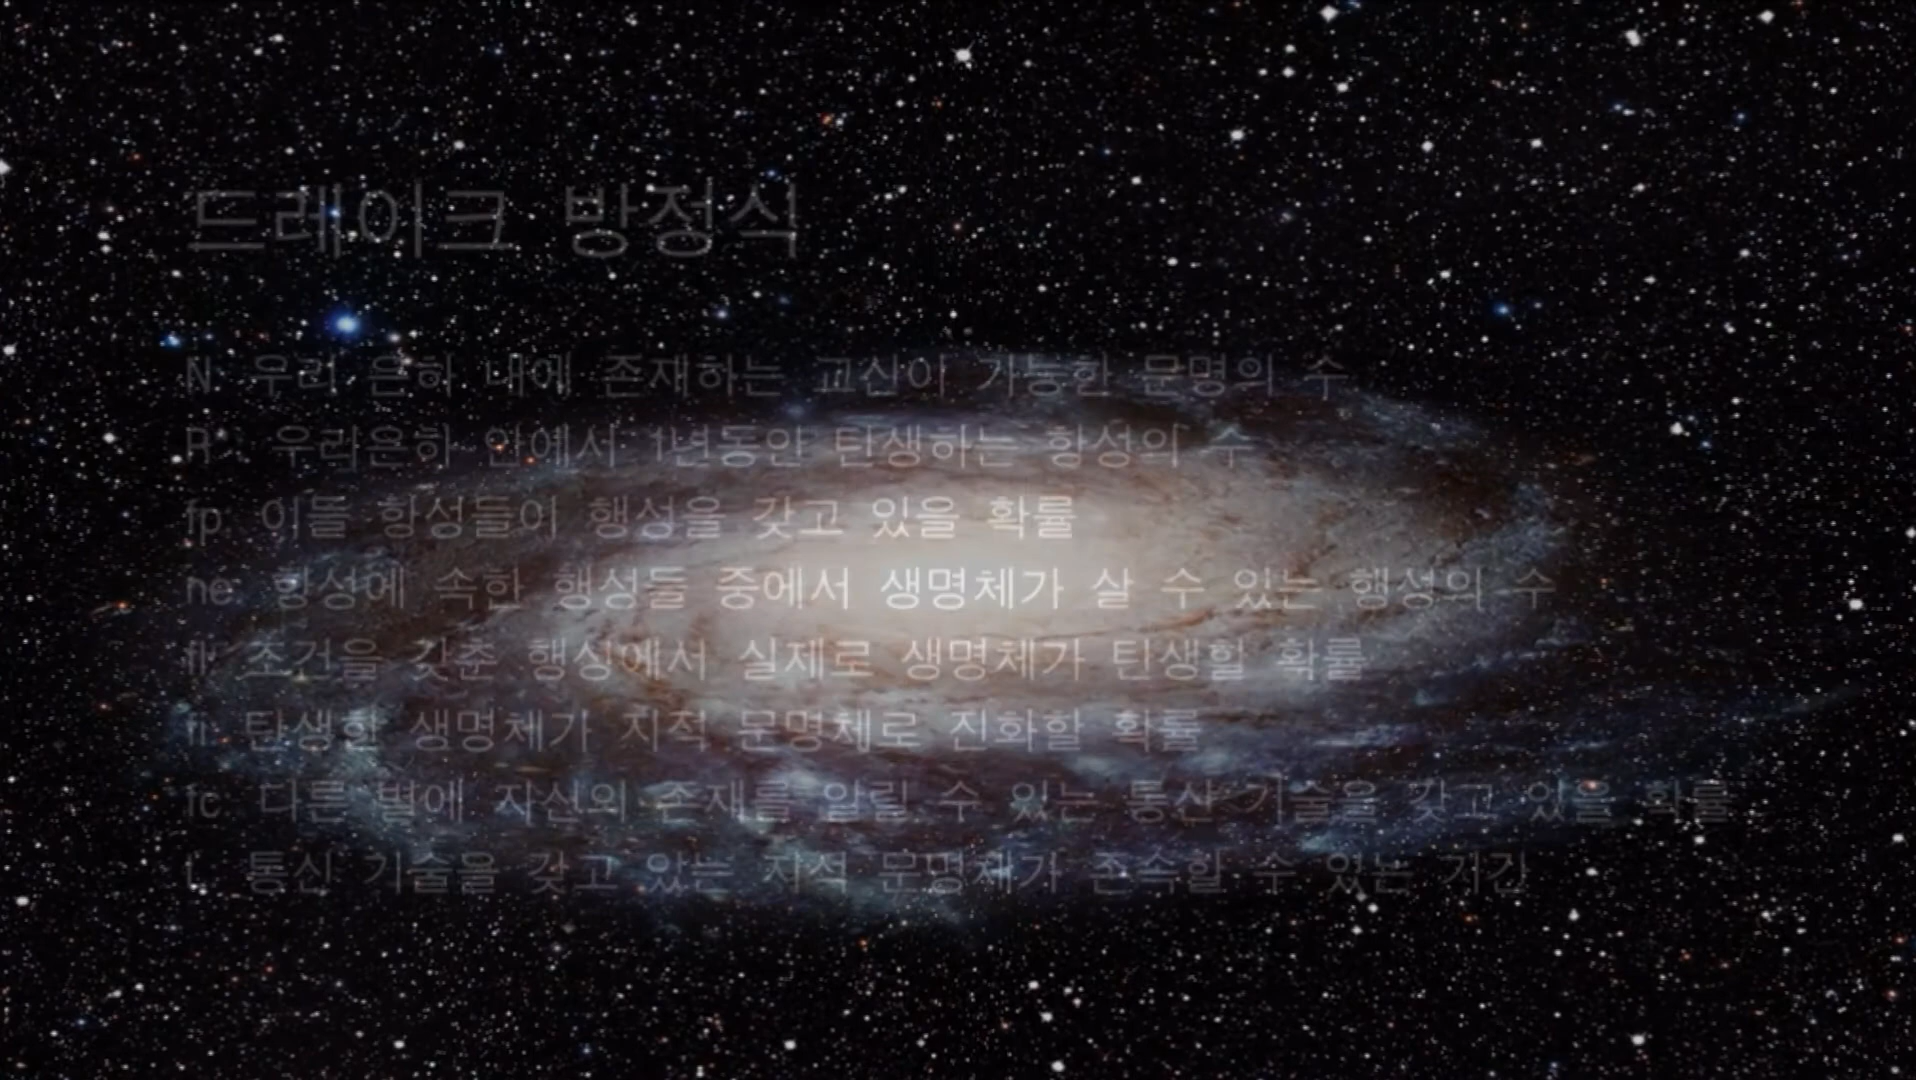 드레이크 방정식
N: 우리 은하 내에 존재하는 교신이 가능한 문명의 수
R*: 우리은하 안에서 1년동안 탄생하는 항성의 수
fp: 이들 항성들이 행성을 갖고 있을 확률
ne: 항성에 속한 행성들 중에서 생명체가 살 수 있는 행성의 수
fl: 조건을 갖춘 행성에서 실제로 생명체가 탄생할 확률
fi: 탄생한 생명체가 지적 문명체로 진화할 확률
fc: 다른 별에 자신의 존재를 알릴 수 있는 통신 기술을 갖고 있을 확률
L: 통신 기술을 갖고 있는 지적 문명체가 존속할 수 있는 기간